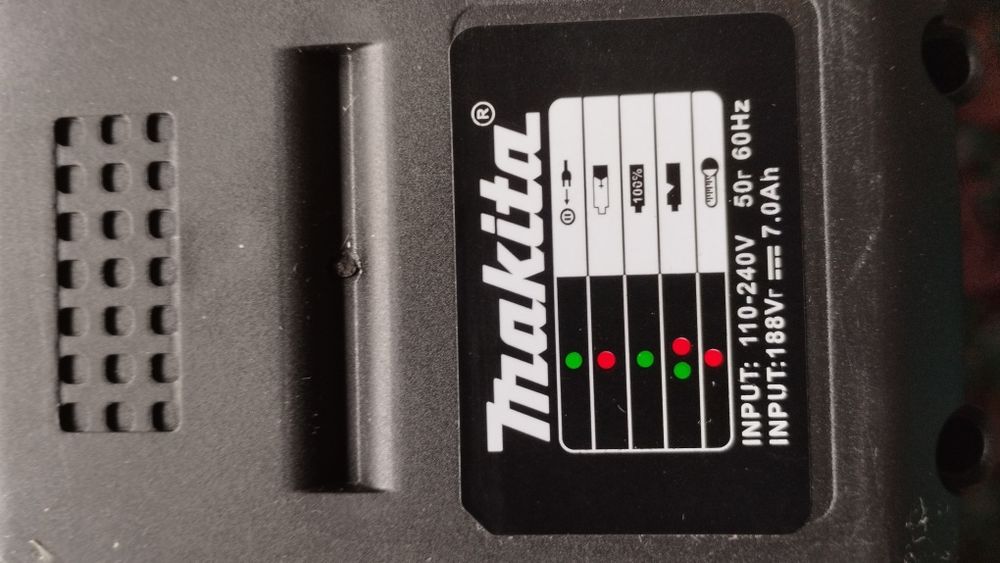 makita®
100%
INPUT: 110-240V 50r 60Hz
INPUT:188Vr ⎓ 7.0Ah